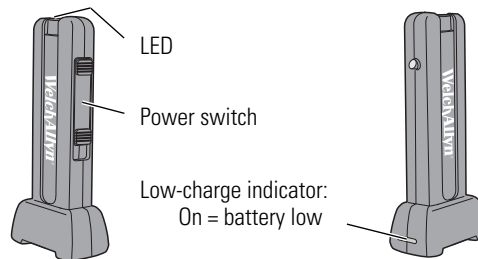 LED
WelchAllyn
Power switch
WelchAllyn
Low-charge indicator:
On = battery low